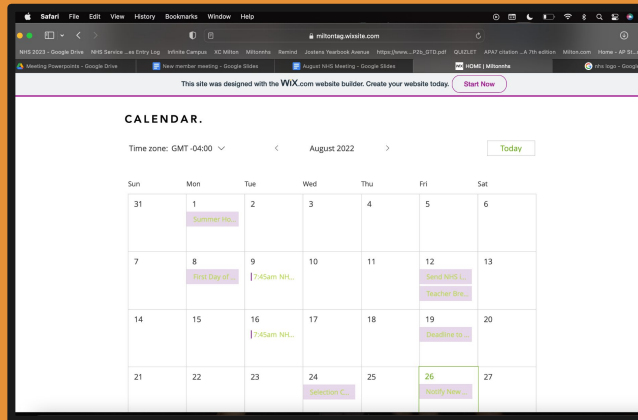 Safari File Edit View History Bookmarks Window Help
miltontag.wixsite.com
NHS 2023 – Google Drive NHS Service ...es Entry Log Infinite Campus XC Milton Miltonnhs Remind Jostens Yearbook Avenue https://www....P2b_GTD.pdf QUIZLET APA7 citation ...A 7th edition Milton.com Home - AP St...
Meeting Powerpoints – Google Drive New member meeting – Google Slides August NHS Meeting – Google Slides WIX HOME | Miltonnhs nhs logo – Google
This site was designed with the WiX.com website builder. Create your website today. Start Now
CALENDAR.
Time zone: GMT -04:00 August 2022 Today
Sun Mon Tue Wed Thu Fri Sat
31 1 2 3 4 5 6
Summer Ho...
7 8 9 10 11 12 13
First Day of ... 7:45am NH... Send NHS I...
Teacher Bre...
14 15 16 17 18 19 20
7:45am NH... Deadline to ...
21 22 23 24 25 26 27
Selection C... Notify New ...